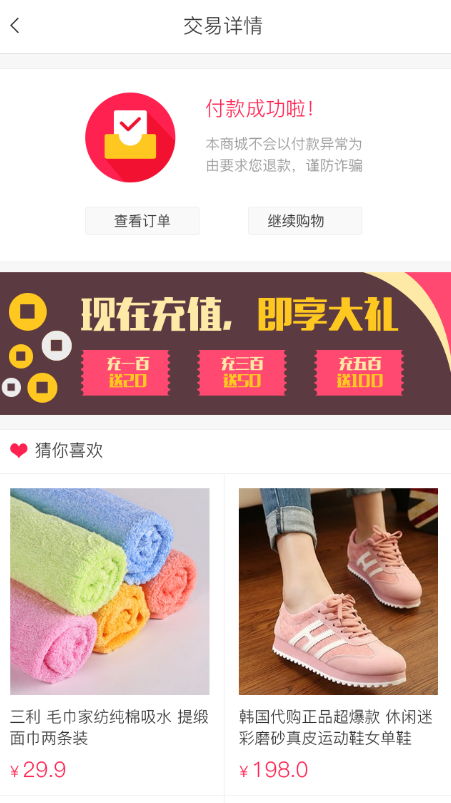 交易详情
付款成功啦！
本商城不会以付款异常为
由要求您退款，谨防诈骗
查看订单
继续购物
现在充值，即享大礼
充一百
送20
充三百
送50
充五百
送100
猜你喜欢
三利 毛巾家纺纯棉吸水 提缎
面巾两条装
¥29.9
韩国代购正品超爆款 休闲迷
彩磨砂真皮运动鞋女单鞋
¥198.0